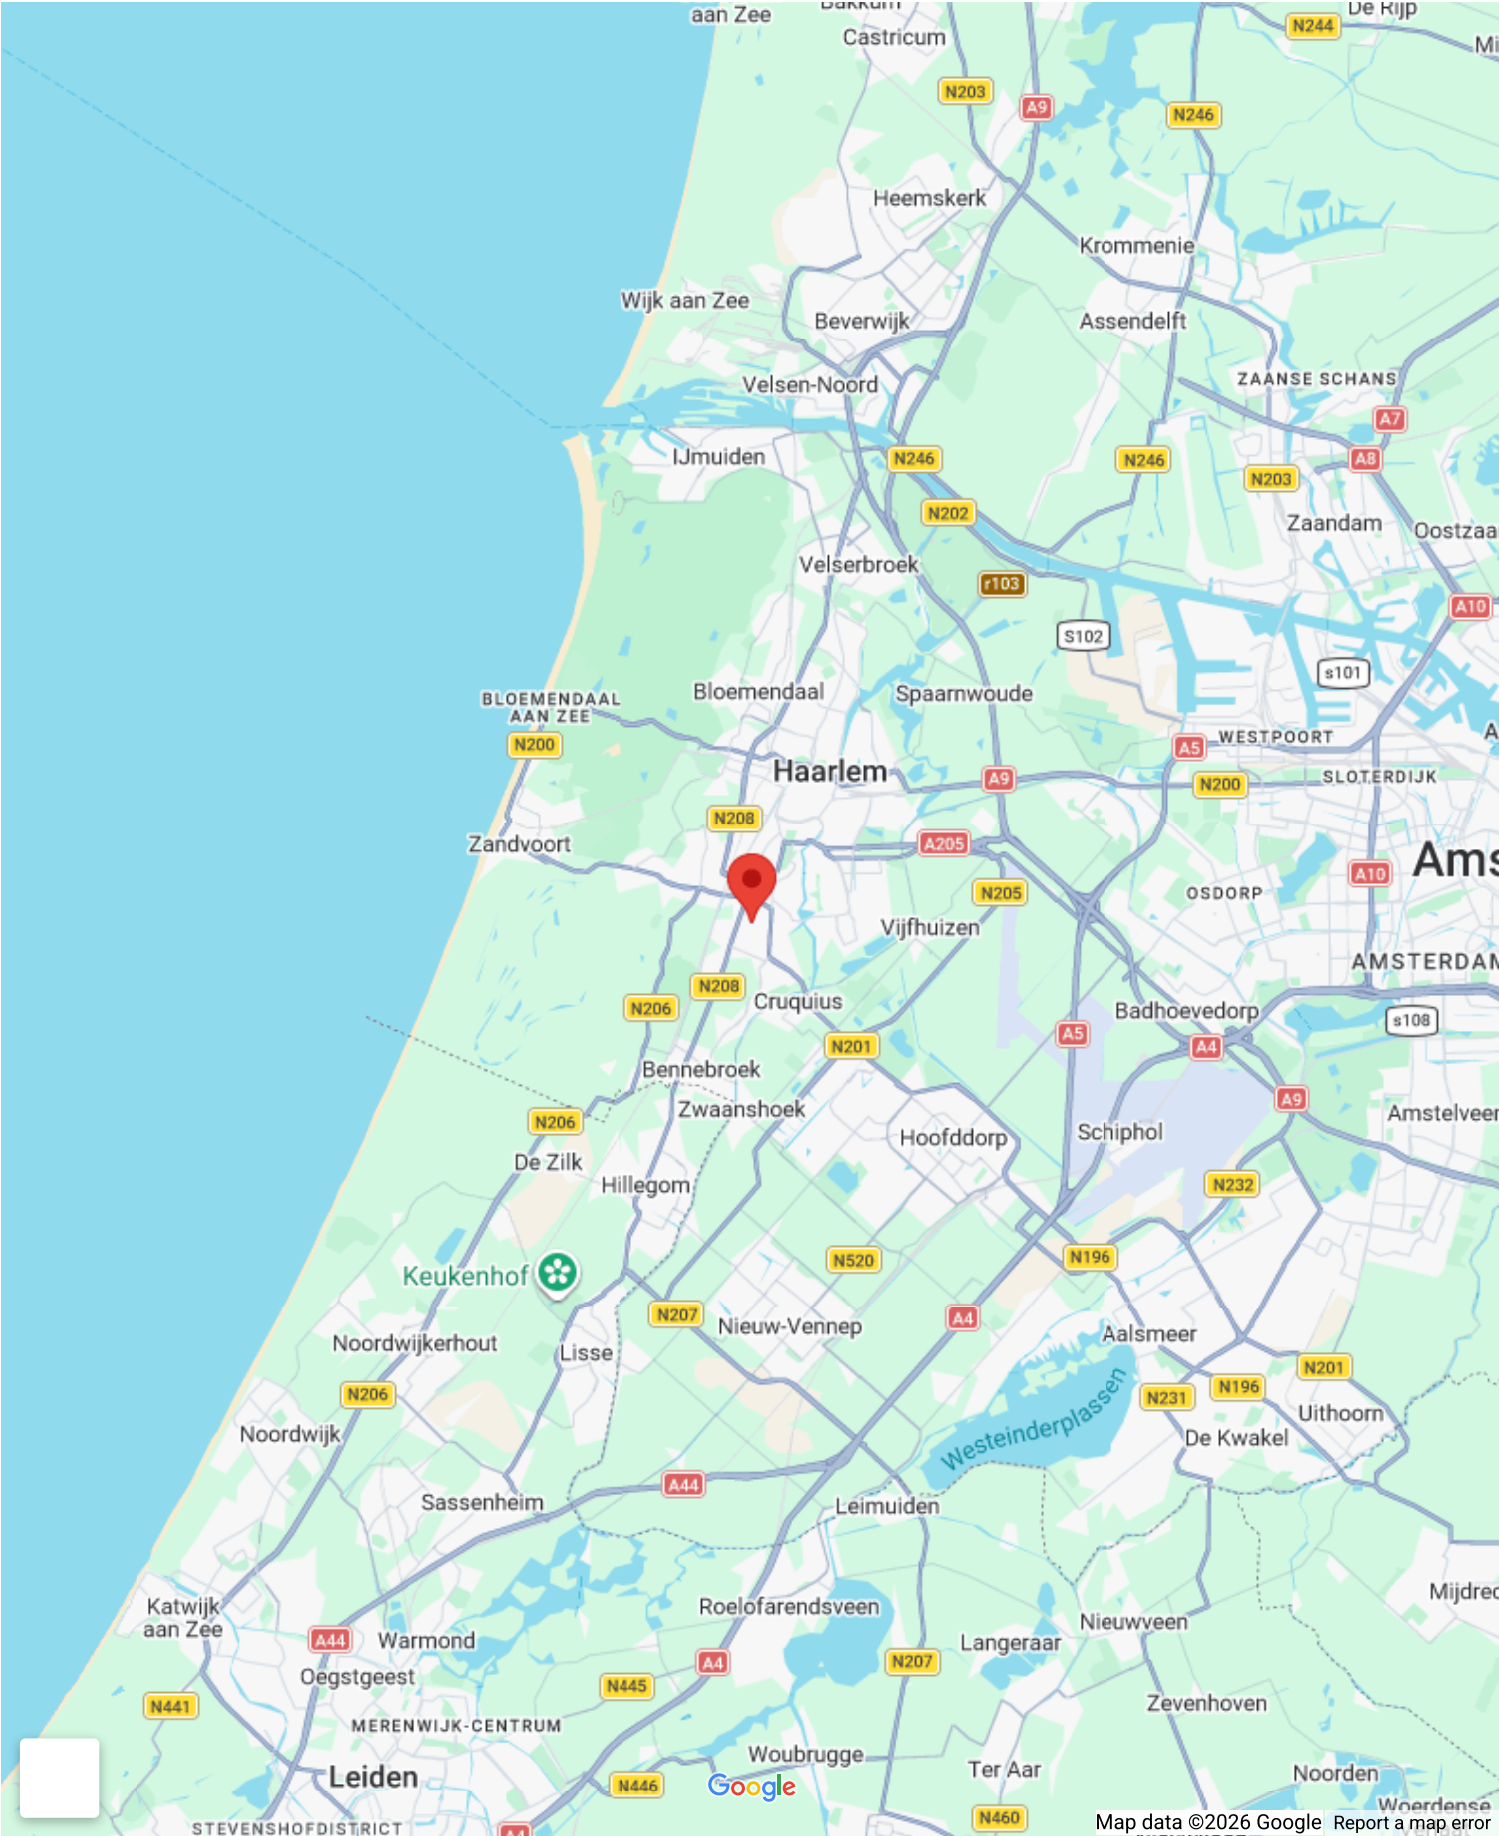 aan Zee
Bakkum
De Rijp
N244
Castricum
N203
A9
N246
Heemskerk
Krommenie
Wijk aan Zee
Beverwijk
Assendelft
Velsen-Noord
ZAANSE SCHANS
A7
IJmuiden
N246
N246
A8
N203
N202
Zaandam
Oostzaa
Velserbroek
r103
A10
S102
s101
Bloemendaal
Spaarnwoude
BLOEMENDAAL
AAN ZEE
N200
A5
WESTPOORT
Haarlem
A9
N200
SLOTERDIJK
N208
Zandvoort
A205
Ams
A10
N205
OSDORP
Vijfhuizen
AMSTERDAM
N208
N206
Cruquius
Badhoevedorp
s108
A5
A4
N201
Bennebroek
Zwaanshoek
A9
Amstelveen
N206
Hoofddorp
Schiphol
De Zilk
Hillegom
N232
N520
N196
Keukenhof
N207
Nieuw-Vennep
A4
Aalsmeer
Noordwijkerhout
Lisse
N206
N201
N196
N231
Westeinderplassen
Uithoorn
Noordwijk
De Kwakel
A44
Sassenheim
Leimuiden
Katwijk
aan Zee
Roelofarendsveen
Mijdrec
Nieuwveen
A44
Warmond
Langeraar
Oegstgeest
A4
N207
N445
N441
Zevenhoven
MERENWIJK-CENTRUM
Woubrugge
Ter Aar
Leiden
N446
Google
Noorden
Woerdense
N460
STEVENSHOFDISTRICT
A4
Map data ©2026 Google
Report a map error